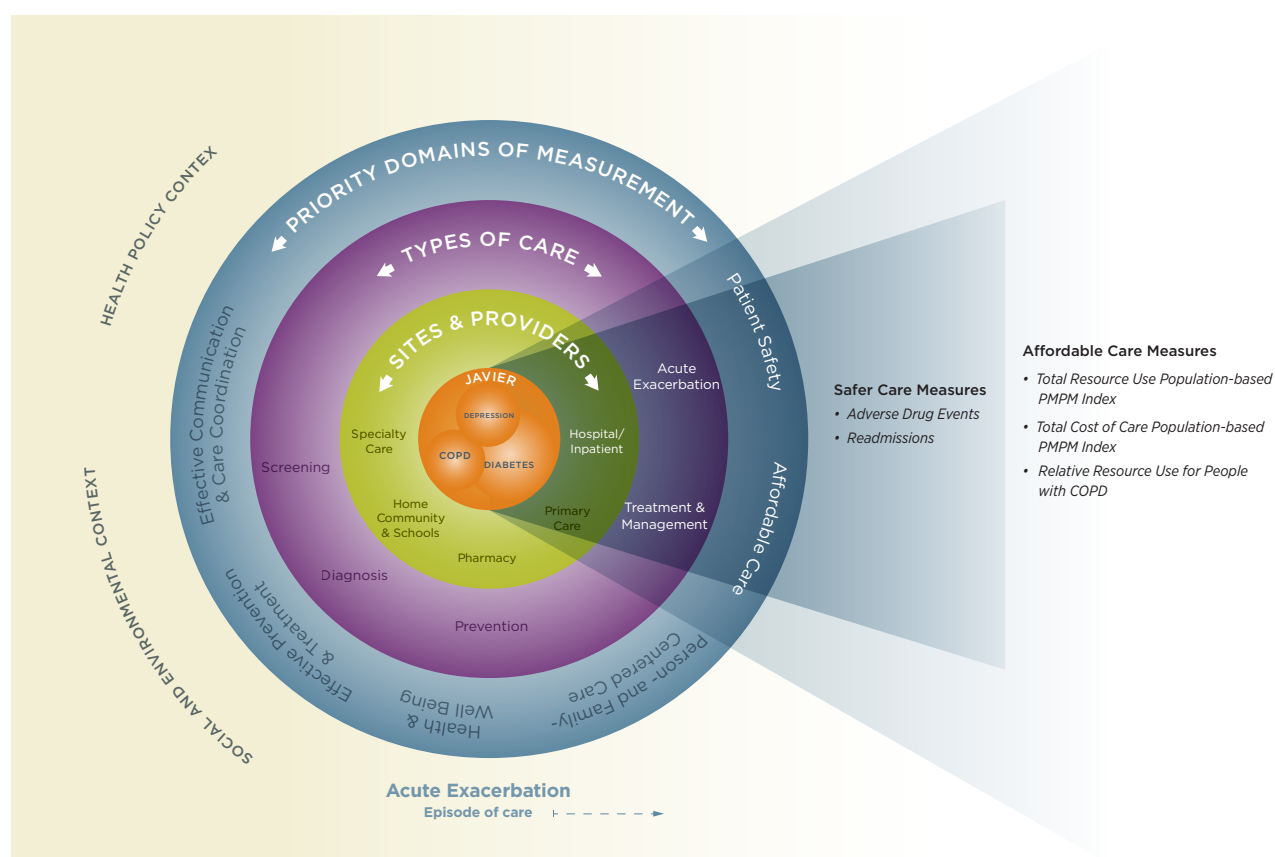 HEALTH POLICY CONTEX
SOCIAL AND ENVIRONMENTAL CONTEXT
PRIORITY DOMAINS OF MEASUREMENT
Patient Safety
Affordable Care
Person- and Family-
Centered Care
Health &
Well Being
Effective Prevention
& Treatment
Effective Communication
& Care Coordination
TYPES OF CARE
Acute
Exacerbation
Treatment &
Management
Prevention
Diagnosis
Screening
SITES & PROVIDERS
Hospital/
Inpatient
Primary
Care
Pharmacy
Home
Community
& Schools
Specialty
Care
JAVIER
DEPRESSION
COPD
DIABETES
Safer Care Measures
• Adverse Drug Events
• Readmissions
Affordable Care Measures
• Total Resource Use Population-based
PMPM Index
• Total Cost of Care Population-based
PMPM Index
• Relative Resource Use for People
with COPD
Acute Exacerbation
Episode of care